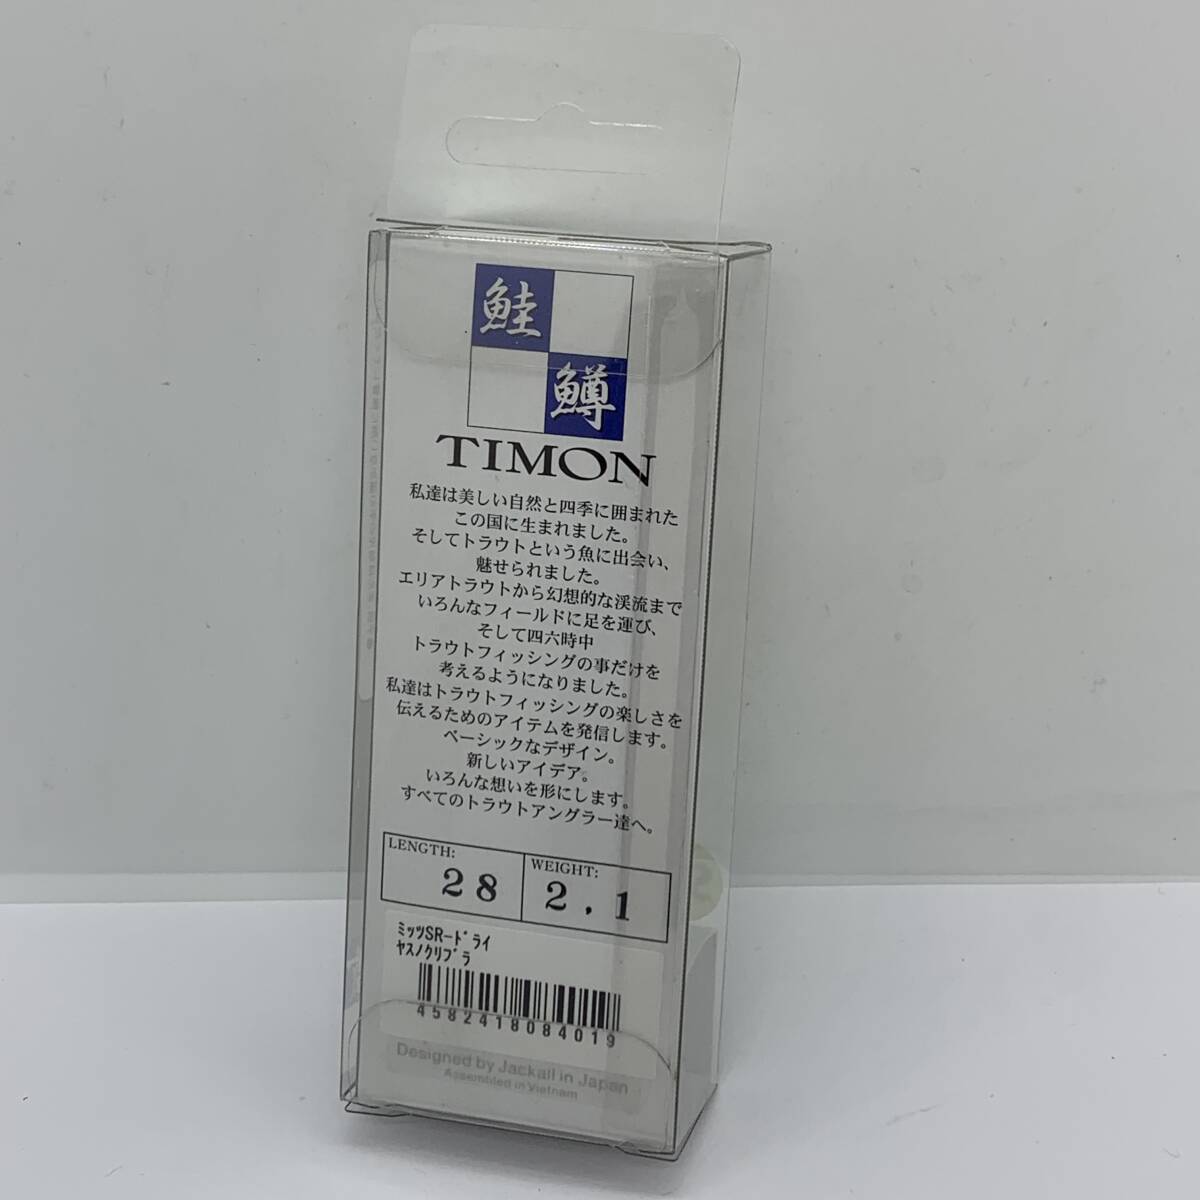 鮭
鱒
TIMON
私達は美しい自然と四季に囲まれた
この国に生まれました。
そしてトラウトという魚に出会い、
魅せられました。
エリアトラウトから幻想的な渓流まで
いろんなフィールドに足を運び、
そして四六時中
トラウトフィッシングの事だけを
考えるようになりました。
私達はトラウトフィッシングの楽しさを
伝えるためのアイテムを発信します。
ベーシックなデザイン。
新しいアイデア。
いろんな想いを形にします。
すべてのトラウトアングラー達へ。
LENGTH: 28
WEIGHT: 2.1
ﾐｯﾂSR-ﾄﾞﾗｲ
ﾔｽﾉｸﾘﾌﾞﾗ
4582418084019
Designed by Jackall in Japan
Assembled in Vietnam